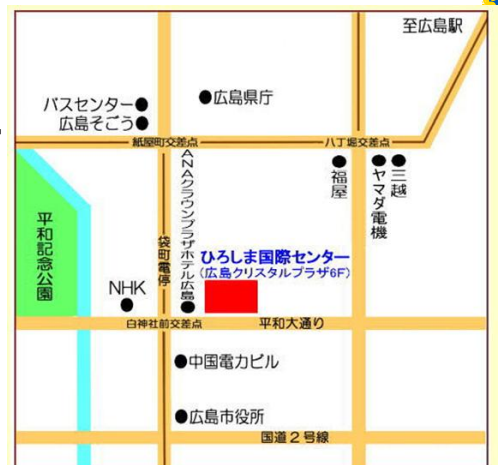 至広島駅
バスセンター
広島そごう
広島県庁
紙屋町交差点
八丁堀交差点
ANAクラウンプラザホテル広島
福屋
ヤマダ電機
三越
平和記念公園
袋町電停
ひろしま国際センター
(広島クリスタルプラザ6F)
NHK
白神社前交差点
平和大通り
中国電力ビル
広島市役所
国道2号線